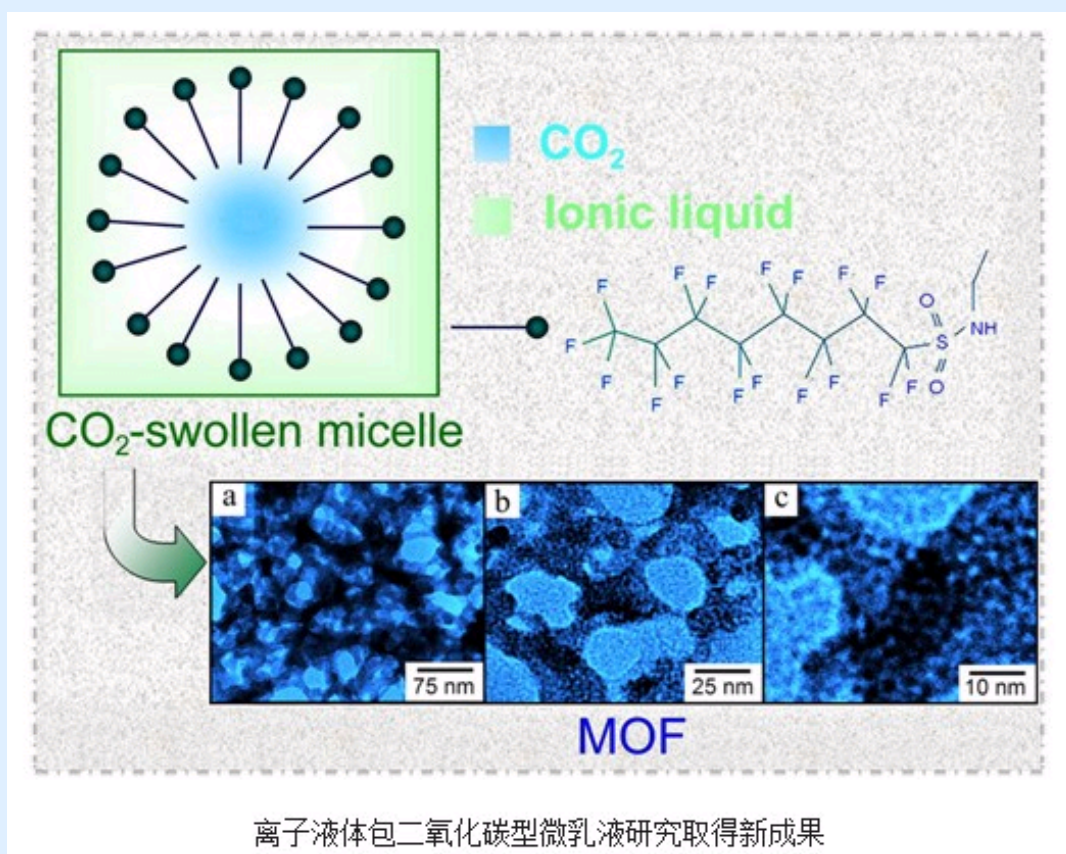 CO₂
Ionic liquid
F F F F F F F F F F F F F F F F F
O
S
NH
O
CO₂-swollen micelle
a b c
75 nm 25 nm 10 nm
MOF
离子液体包二氧化碳型微乳液研究取得新成果